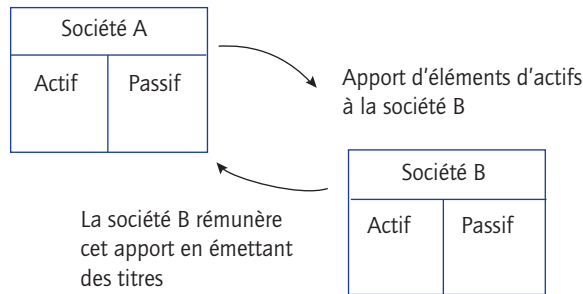 Société A
Actif Passif
Apport d'éléments d'actifs
à la société B
Société B
Actif Passif
La société B rémunère
cet apport en émettant
des titres